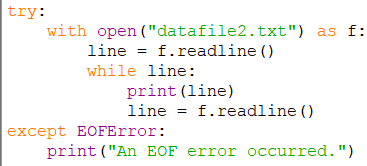 try:
    with open("datafile2.txt") as f:
        line = f.readline()
        while line:
            print(line)
            line = f.readline()
except EOFError:
    print("An EOF error occurred.")